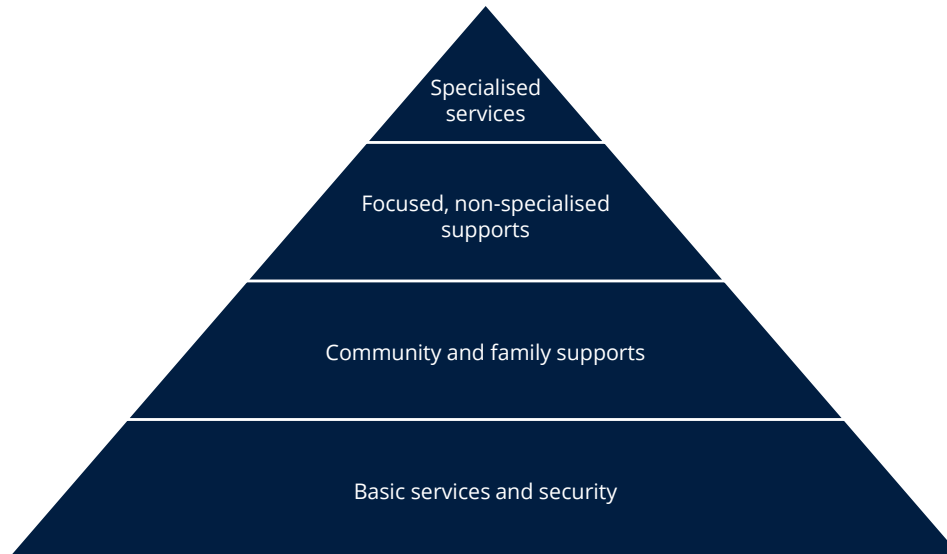 Specialised
services
Focused, non-specialised
supports
Community and family supports
Basic services and security